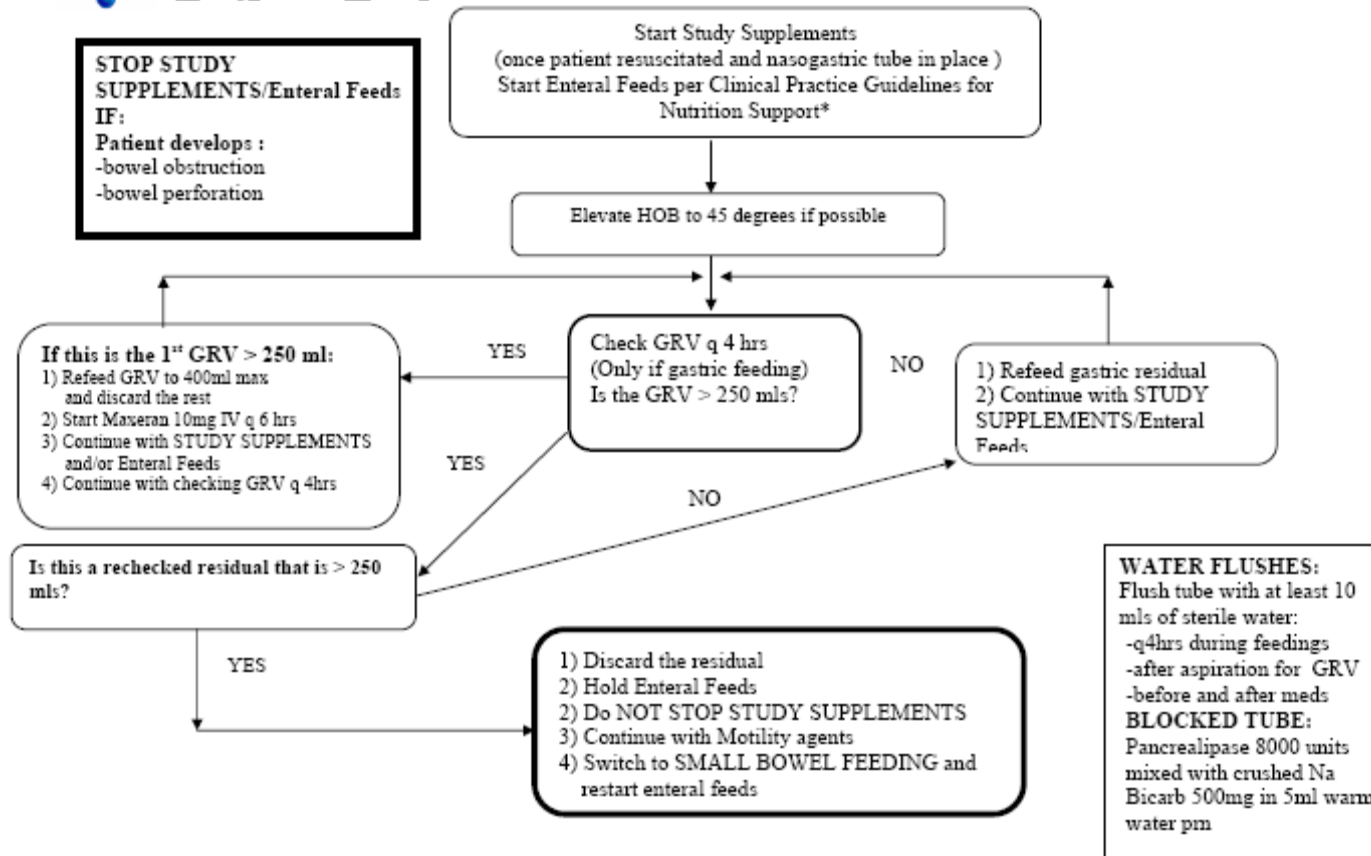 Start Study Supplements
(once patient resuscitated and nasogastric tube in place )
Start Enteral Feeds per Clinical Practice Guidelines for
Nutrition Support*
STOP STUDY
SUPPLEMENTS/Enteral Feeds
IF:
Patient develops :
-bowel obstruction
-bowel perforation
Elevate HOB to 45 degrees if possible
If this is the 1st GRV > 250 ml:
1) Refeed GRV to 400ml max
and discard the rest
2) Start Maxeran 10mg IV q 6 hrs
3) Continue with STUDY SUPPLEMENTS
and/or Enteral Feeds
4) Continue with checking GRV q 4hrs
YES
Check GRV q 4 hrs
(Only if gastric feeding)
Is the GRV > 250 mls?
NO
1) Refeed gastric residual
2) Continue with STUDY
SUPPLEMENTS/Enteral
Feeds
YES
NO
Is this a rechecked residual that is > 250
mls?
YES
1) Discard the residual
2) Hold Enteral Feeds
2) Do NOT STOP STUDY SUPPLEMENTS
3) Continue with Motility agents
4) Switch to SMALL BOWEL FEEDING and
restart enteral feeds
WATER FLUSHES:
Flush tube with at least 10
mls of sterile water:
-q4hrs during feedings
-after aspiration for GRV
-before and after meds
BLOCKED TUBE:
Pancrealipase 8000 units
mixed with crushed Na
Bicarb 500mg in 5ml warm
water prn